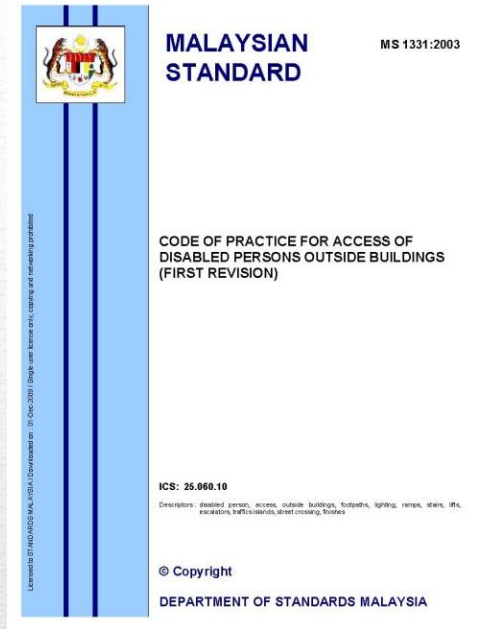 MALAYSIAN
STANDARD
MS 1331:2003
CODE OF PRACTICE FOR ACCESS OF
DISABLED PERSONS OUTSIDE BUILDINGS
(FIRST REVISION)
Licensed to STANDARDS MALAYSIA / Downloaded on : 01-Dec-2009 / Single user license only, copying and networking prohibited
ICS: 25.060.10
Descriptors: disabled person, access, outside buildings, footpaths, lighting, ramps, stairs, lifts,
escalators, traffics islands, street crossing, finishes
© Copyright
DEPARTMENT OF STANDARDS MALAYSIA